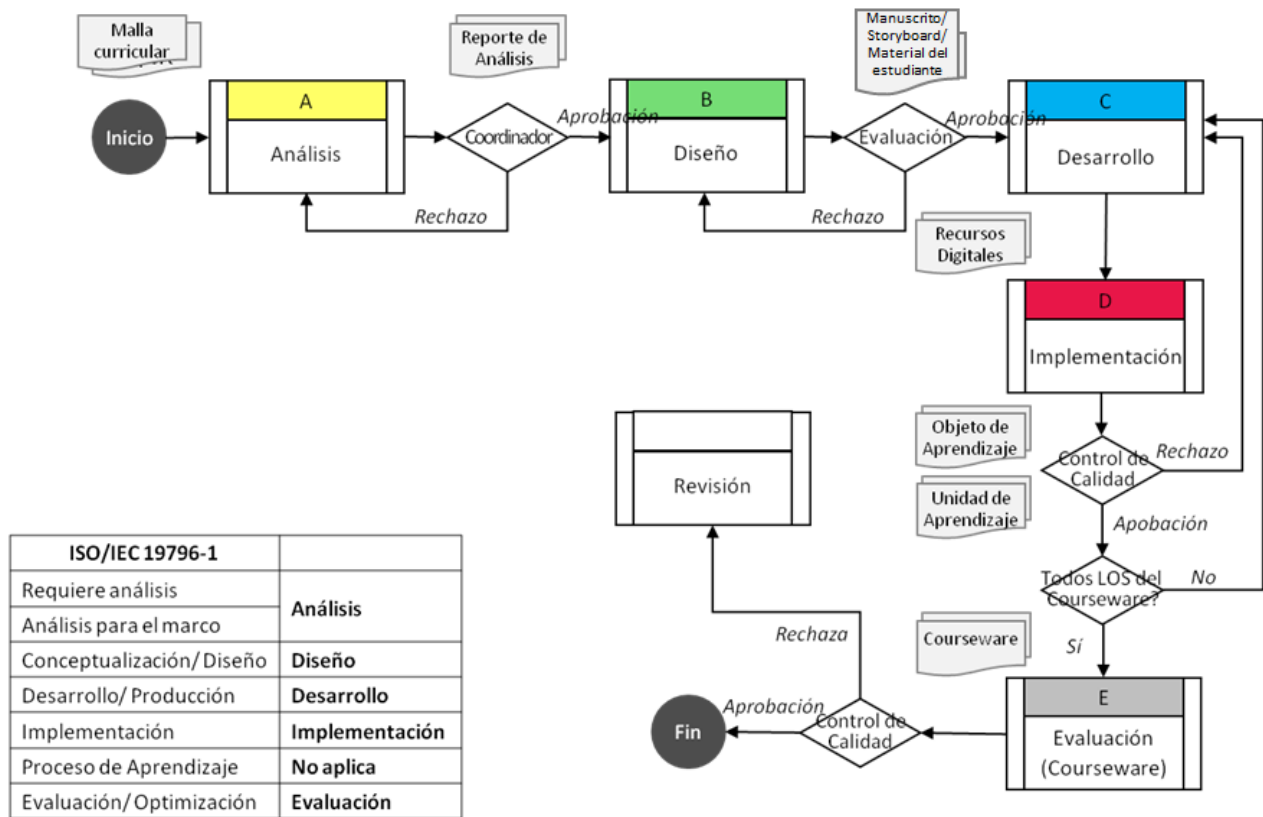 Malla
curricular
Reporte de
Análisis
Manuscrito/
Storyboard/
Material del
estudiante
Inicio
A
Análisis
Coordinador
Aprobación
Rechazo
B
Diseño
Evaluación
Aprobación
Rechazo
C
Desarrollo
Recursos
Digitales
D
Implementación
Objeto de
Aprendizaje
Control de
Calidad
Rechazo
Unidad de
Aprendizaje
Apobación
Todos LOS del
Courseware?
No
Sí
Courseware
E
Evaluación
(Courseware)
Control de
Calidad
Rechaza
Revisión
Aprobación
Fin
ISO/IEC 19796-1
Requiere análisis
Análisis para el marco
Análisis
Conceptualización/ Diseño Diseño
Desarrollo/ Producción Desarrollo
Implementación Implementación
Proceso de Aprendizaje No aplica
Evaluación/ Optimización Evaluación